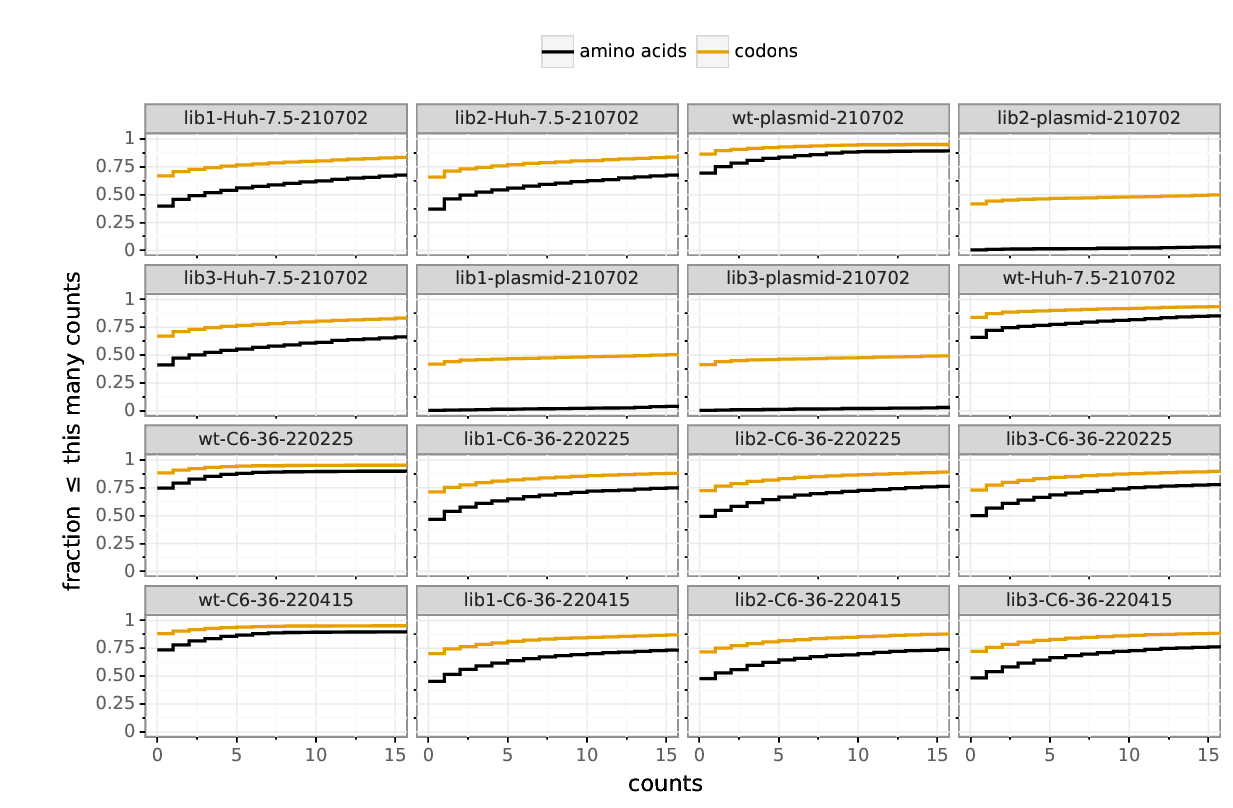 amino acids codons
lib1-Huh-7.5-210702 lib2-Huh-7.5-210702 wt-plasmid-210702 lib2-plasmid-210702
1
0.75
0.50
0.25
0
lib3-Huh-7.5-210702 lib1-plasmid-210702 lib3-plasmid-210702 wt-Huh-7.5-210702
1
0.75
0.50
0.25
0
wt-C6-36-220225 lib1-C6-36-220225 lib2-C6-36-220225 lib3-C6-36-220225
1
0.75
0.50
0.25
0
wt-C6-36-220415 lib1-C6-36-220415 lib2-C6-36-220415 lib3-C6-36-220415
1
0.75
0.50
0.25
0
0 5 10 15 0 5 10 15 0 5 10 15 0 5 10 15
counts
fraction ≤ this many counts